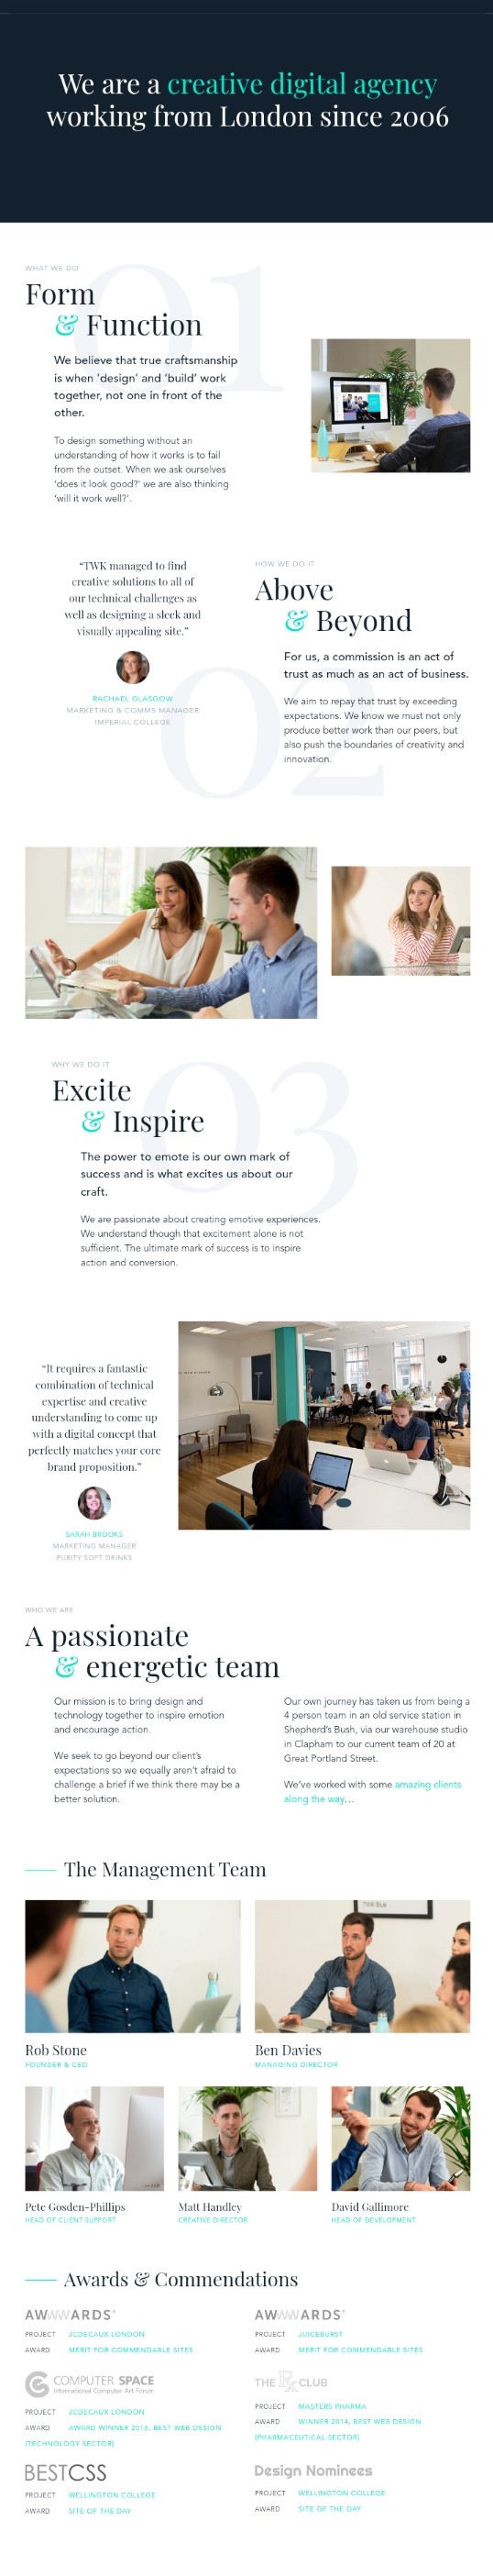 We are a creative digital agency
working from London since 2006
01
WHAT WE DO
Form
& Function
We believe that true craftsmanship
is when ‘design’ and ‘build’ work
together, not one in front of the
other.
To design something without an
understanding of how it works is to fail
from the outset. When we ask ourselves
‘does it look good?’ we are also thinking
‘will it work well?’.
“TWK managed to find
creative solutions to all of
our technical challenges as
well as designing a sleek and
visually appealing site.”
RACHAEL GLASGOW
MARKETING & COMMS MANAGER
IMPERIAL COLLEGE
02
HOW WE DO IT
Above
& Beyond
For us, a commission is an act of
trust as much as an act of business.
We aim to repay that trust by exceeding
expectations. We know we must not only
produce better work than our peers, but
also push the boundaries of creativity and
innovation.
03
WHY WE DO IT
Excite
& Inspire
The power to emote is our own mark of
success and is what excites us about our
craft.
We are passionate about creating emotive experiences.
We understand though that excitement alone is not
sufficient. The ultimate mark of success is to inspire
action and conversion.
“It requires a fantastic
combination of technical
expertise and creative
understanding to come up
with a digital concept that
perfectly matches your core
brand proposition.”
SARAH BROOKS
MARKETING MANAGER
PURITY SOFT DRINKS
WHO WE ARE
A passionate
& energetic team
Our mission is to bring design and
technology together to inspire emotion
and encourage action.
We seek to go beyond our client’s
expectations so we equally aren’t afraid to
challenge a brief if we think there may be a
better solution.
Our own journey has taken us from being a
4 person team in an old service station in
Shepherd’s Bush, via our warehouse studio
in Clapham to our current team of 20 at
Great Portland Street.
We’ve worked with some amazing clients
along the way…
The Management Team
Rob Stone
FOUNDER & CEO
Ben Davies
MANAGING DIRECTOR
Pete Gosden-Phillips
HEAD OF CLIENT SUPPORT
Matt Handley
CREATIVE DIRECTOR
David Gallimore
HEAD OF DEVELOPMENT
Awards & Commendations
AWWWARDS
PROJECT JCDECAUX LONDON
AWARD MERIT FOR COMMENDABLE SITES
AWWWARDS
PROJECT JUICEBURST
AWARD MERIT FOR COMMENDABLE SITES
COMPUTER SPACE
International Computer Art Forum
PROJECT JCDECAUX LONDON
AWARD AWARD WINNER 2016, BEST WEB DESIGN
(TECHNOLOGY SECTOR)
THE RX CLUB
PROJECT MASTERS PHARMA
AWARD WINNER 2014, BEST WEB DESIGN
(PHARMACEUTICAL SECTOR)
BESTCSS
PROJECT WELLINGTON COLLEGE
AWARD SITE OF THE DAY
Design Nominees
PROJECT WELLINGTON COLLEGE
AWARD SITE OF THE DAY